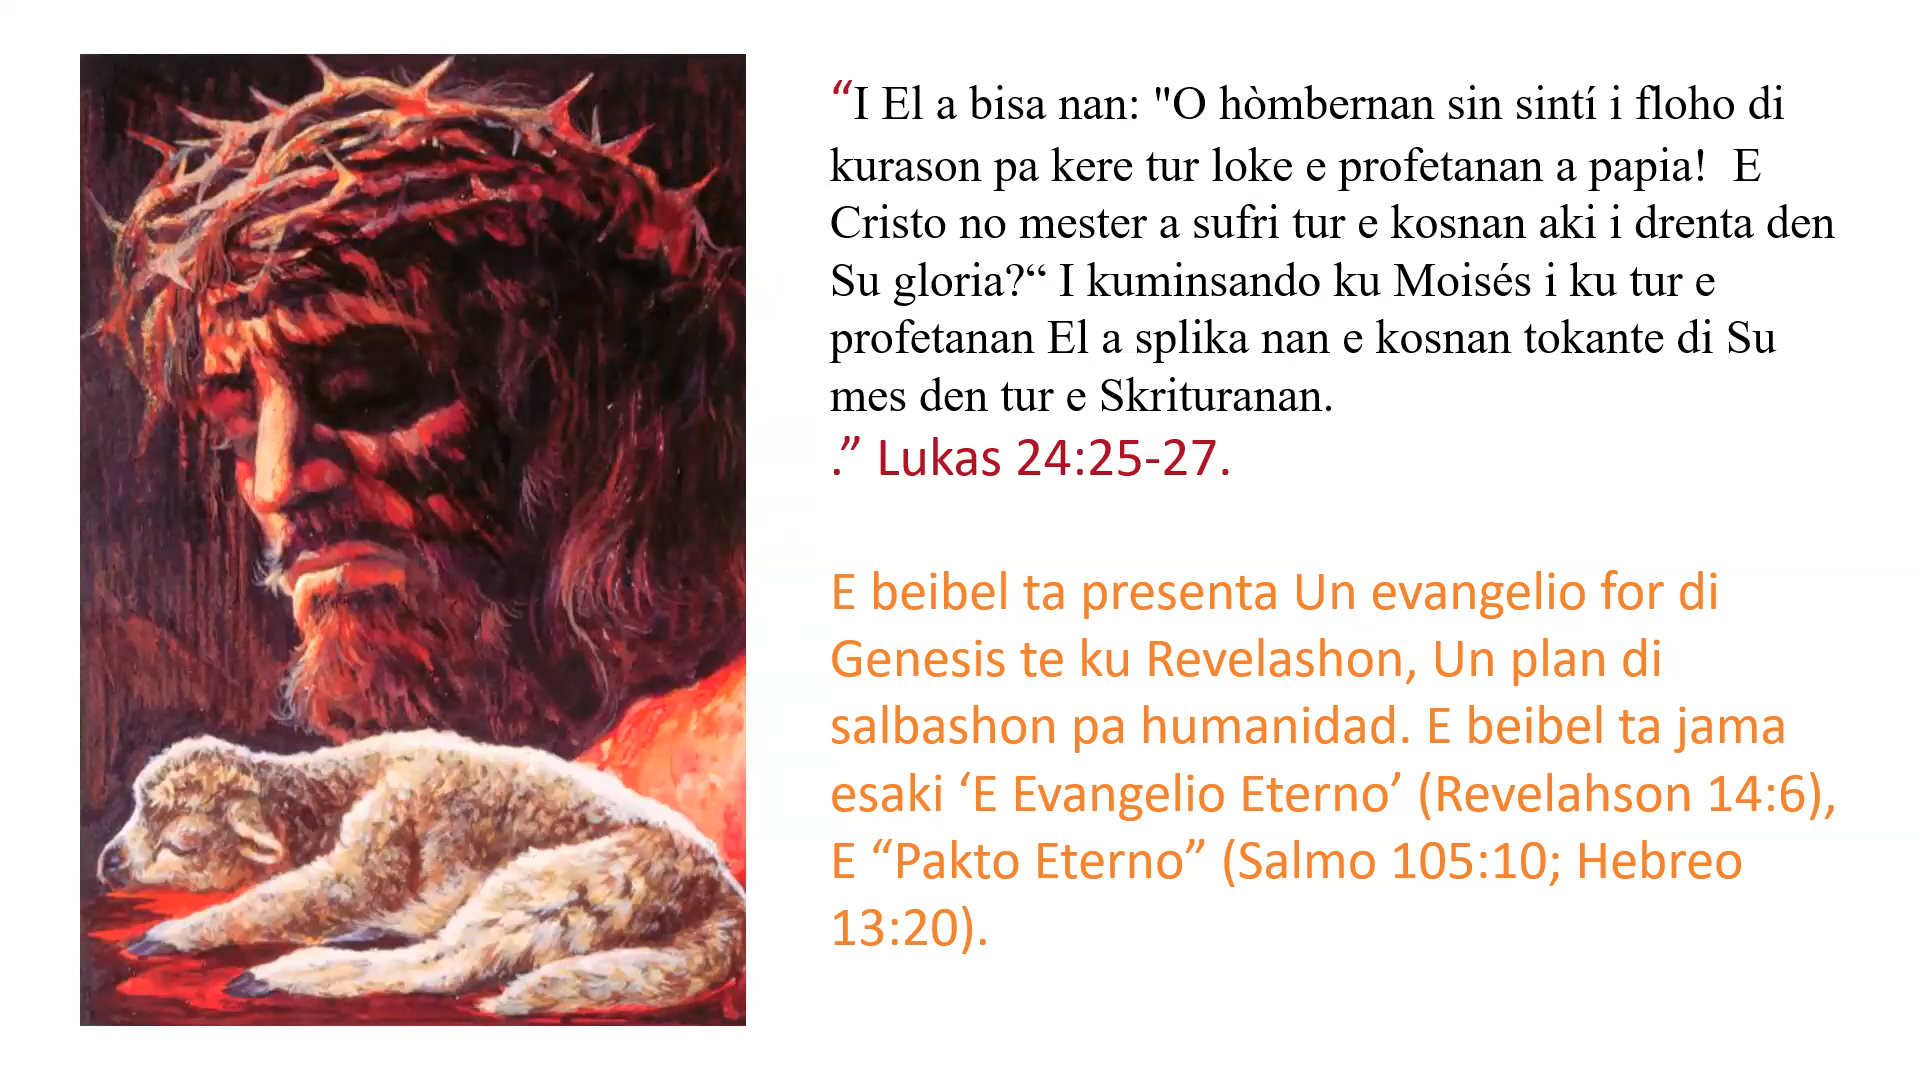 “I El a bisa nan: "O hòmbernan sin sintí i floho di
kurason pa kere tur loke e profetanan a papia!  E
Cristo no mester a sufri tur e kosnan aki i drenta den
Su gloria?“ I kuminsando ku Moisés i ku tur e
profetanan El a splika nan e kosnan tokante di Su
mes den tur e Skrituranan.
.” Lukas 24:25-27.
E beibel ta presenta Un evangelio for di
Genesis te ku Revelashon, Un plan di
salbashon pa humanidad. E beibel ta jama
esaki ‘E Evangelio Eterno’ (Revelahson 14:6),
E “Pakto Eterno” (Salmo 105:10; Hebreo
13:20).